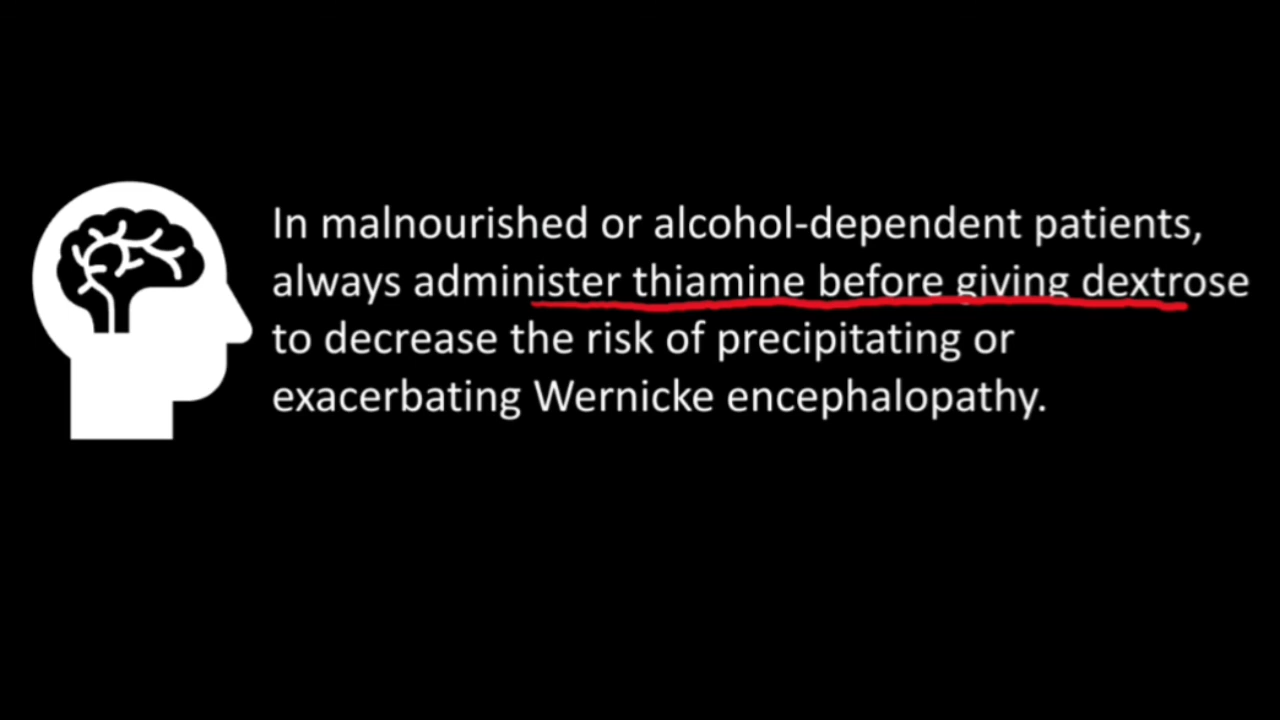 In malnourished or alcohol-dependent patients,
always administer thiamine before giving dextrose
to decrease the risk of precipitating or
exacerbating Wernicke encephalopathy.